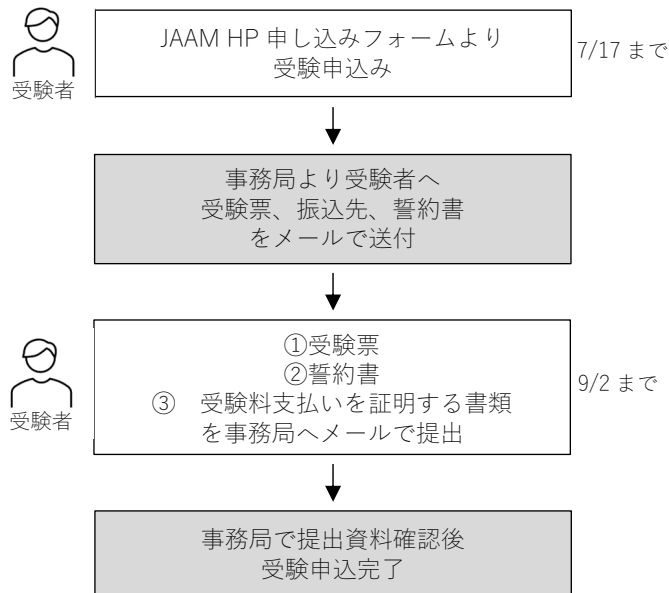 JAAM HP 申し込みフォームより
受験申込み
7/17 まで
受験者
事務局より受験者へ
受験票、振込先、誓約書
をメールで送付
①受験票
②誓約書
③ 受験料支払いを証明する書類
を事務局へメールで提出
9/2 まで
受験者
事務局で提出資料確認後
受験申込完了